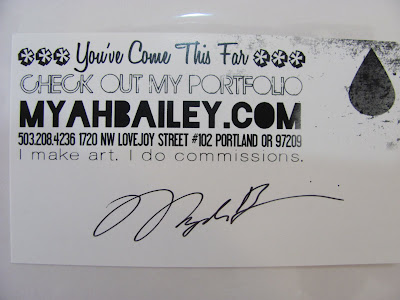 You've Come This Far
CHECK OUT MY PORTFOLIO
MYAHBAILEY.COM
503.208.4236 1720 NW LOVEJOY STREET #102 PORTLAND OR 97209
I make art. I do commissions.